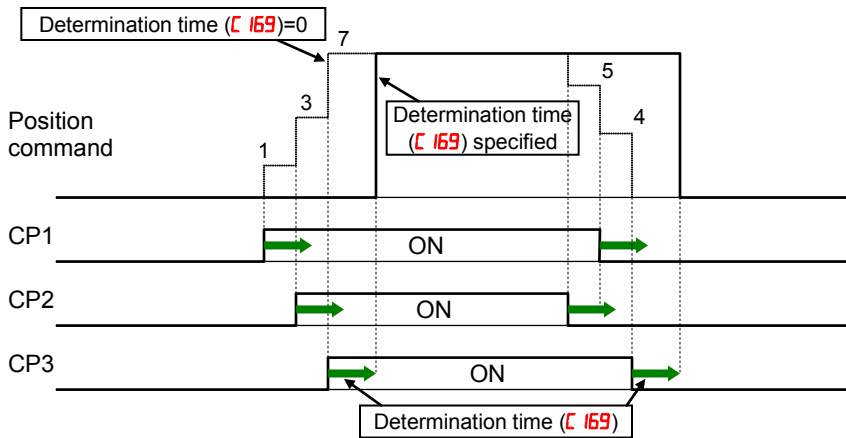 Determination time (C169)=0
7
5
3
Determination time
(C169) specified
4
Position
command
1
CP1
ON
CP2
ON
CP3
ON
Determination time (C169)